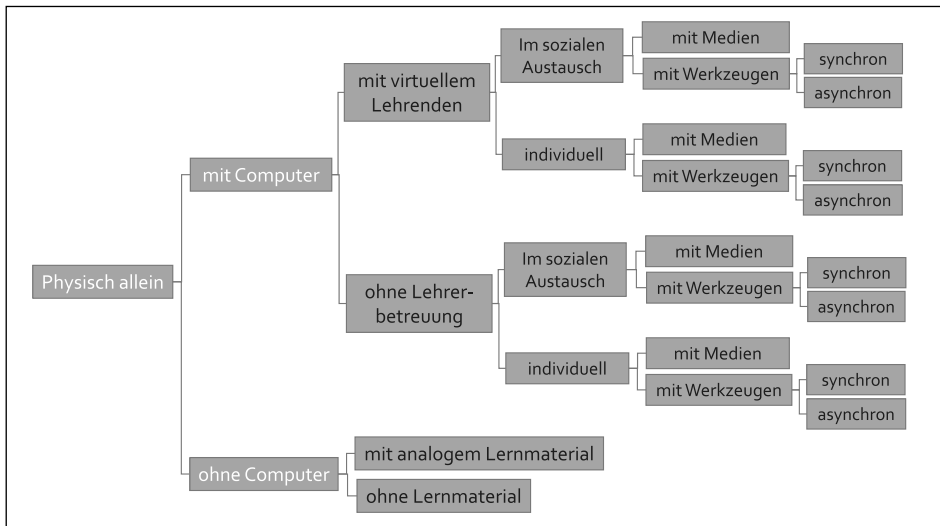 Physisch allein
mit Computer
mit virtuellem
Lehrenden
Im sozialen
Austausch
mit Medien
mit Werkzeugen
synchron
asynchron
individuell
mit Medien
mit Werkzeugen
synchron
asynchron
ohne Lehrer-
betreuung
Im sozialen
Austausch
mit Medien
mit Werkzeugen
synchron
asynchron
individuell
mit Medien
mit Werkzeugen
synchron
asynchron
ohne Computer
mit analogem Lernmaterial
ohne Lernmaterial